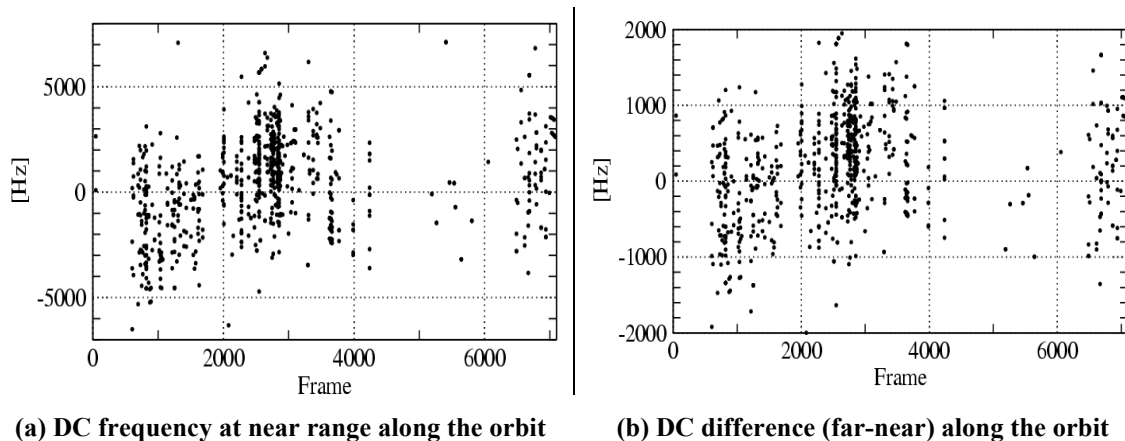 [Hz]
5000
0
-5000
0
2000
4000
6000
Frame
(a) DC frequency at near range along the orbit
[Hz]
2000
1000
0
-1000
-2000
0
2000
4000
6000
Frame
(b) DC difference (far-near) along the orbit